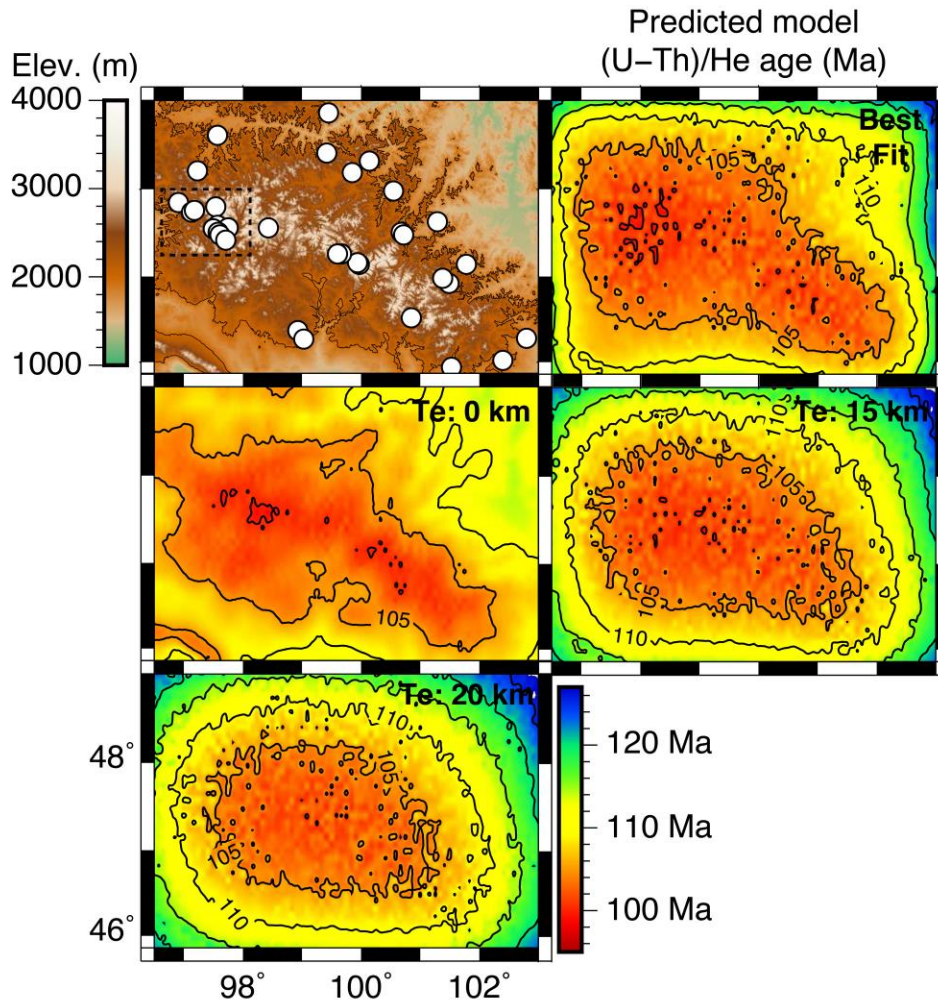 Predicted model
(U−Th)/He age (Ma)
Elev. (m)
4000
3000
2000
1000
Best
Fit
105
110
105
Te: 0 km
105
Te: 15 km
110
105
105
110
Te: 20 km
110
105
105
110
48°
46°
98°
100°
102°
120 Ma
110 Ma
100 Ma